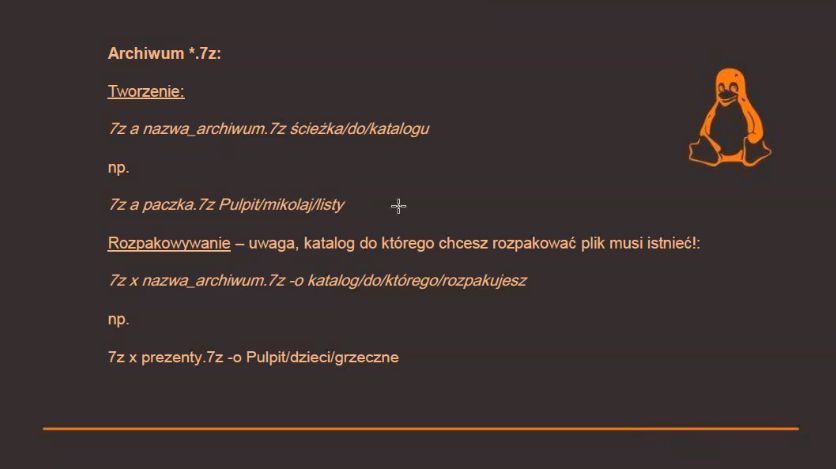 Archiwum *.7z:
Tworzenie:
7z a nazwa_archiwum.7z ścieżka/do/katalogu
np.
7z a paczka.7z Pulpit/mikolaj/listy
Rozpakowywanie – uwaga, katalog do którego chcesz rozpakować plik musi istnieć!:
7z x nazwa_archiwum.7z -o katalog/do/którego/rozpakujesz
np.
7z x prezenty.7z -o Pulpit/dzieci/grzeczne